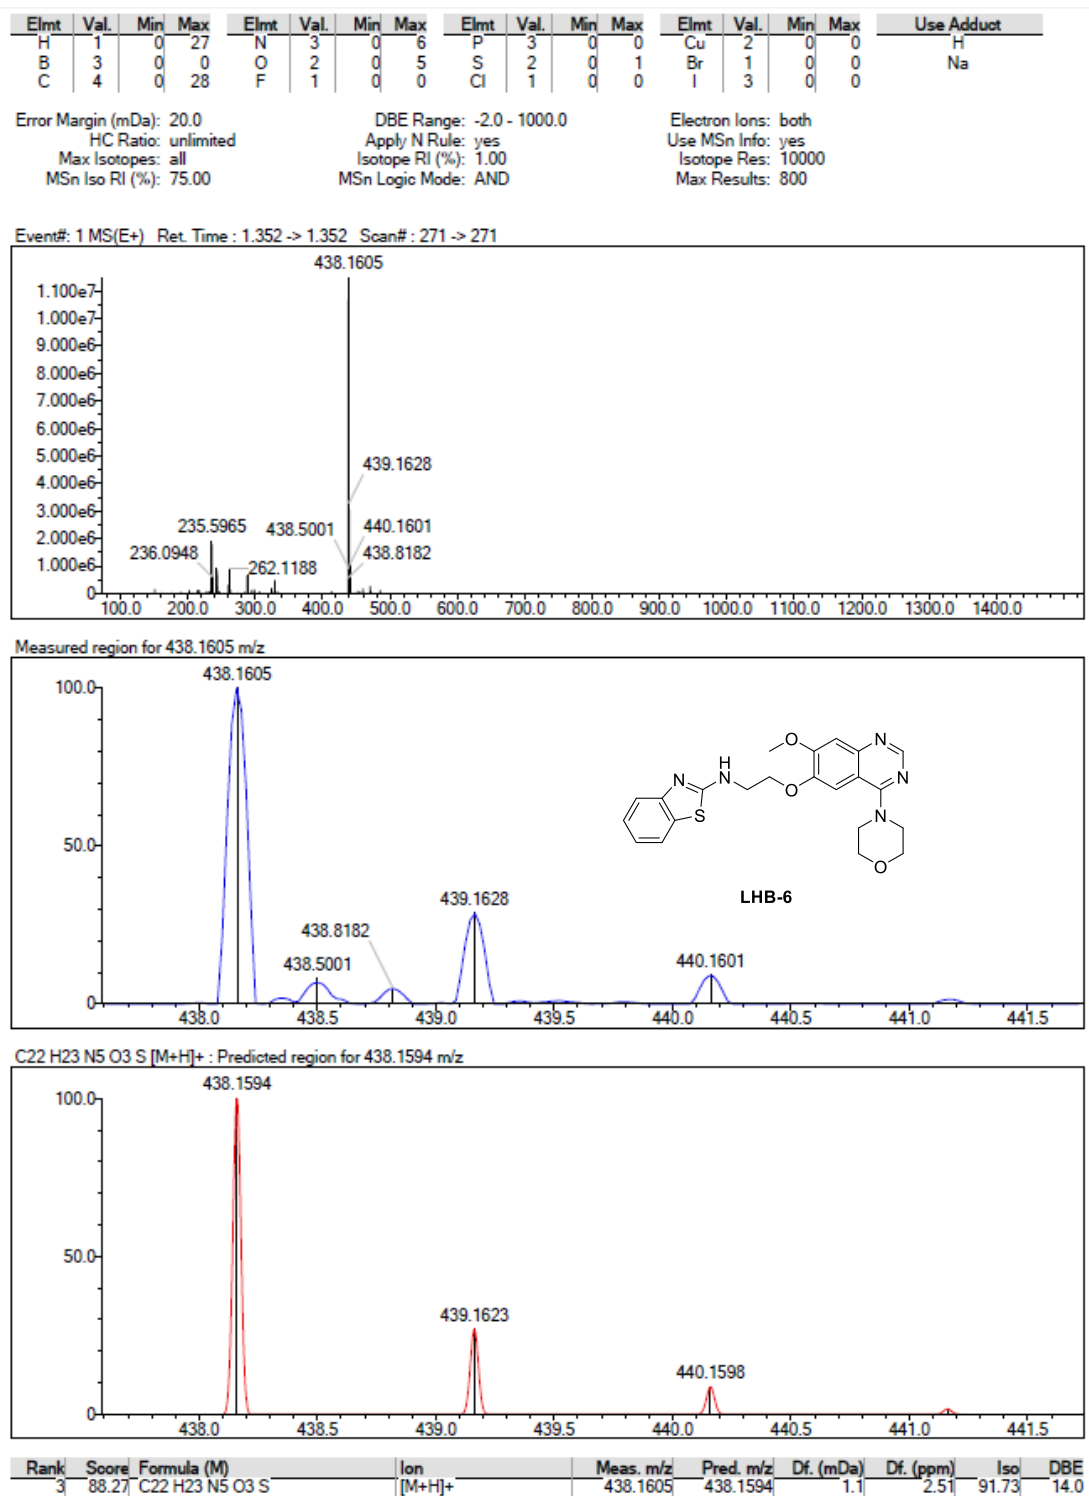 Elmt Val. Min Max Elmt Val. Min Max Elmt Val. Min Max Elmt Val. Min Max Use Adduct
H 1 0 27 N 3 0 6 P 3 0 0 Cu 2 0 0 H
B 3 0 0 O 2 0 5 S 2 0 1 Br 1 0 0 Na
C 4 0 28 F 1 0 0 Cl 1 0 0 I 3 0 0
Error Margin (mDa): 20.0 DBE Range: -2.0 - 1000.0 Electron Ions: both
HC Ratio: unlimited Apply N Rule: yes Use MSn Info: yes
Max Isotopes: all Isotope RI (%): 1.00 Isotope Res: 10000
MSn Iso RI (%): 75.00 MSn Logic Mode: AND Max Results: 800
Event#: 1 MS(E+) Ret. Time : 1.352 -> 1.352 Scan# : 271 -> 271
438.1605
1.100e7
1.000e7
9.000e6
8.000e6
7.000e6
6.000e6
5.000e6
439.1628
4.000e6
3.000e6
235.5965 438.5001 440.1601
2.000e6
236.0948 438.8182
1.000e6 262.1188
0
100.0 200.0 300.0 400.0 500.0 600.0 700.0 800.0 900.0 1000.0 1100.0 1200.0 1300.0 1400.0
Measured region for 438.1605 m/z
438.1605
100.0
O N
H
N NH N
O
S
N
50.0
O
439.1628 LHB-6
438.8182
438.5001 440.1601
0
438.0 438.5 439.0 439.5 440.0 440.5 441.0 441.5
C22 H23 N5 O3 S [M+H]+ : Predicted region for 438.1594 m/z
438.1594
100.0
50.0
439.1623
440.1598
0
438.0 438.5 439.0 439.5 440.0 440.5 441.0 441.5
Rank Score Formula (M) Ion Meas. m/z Pred. m/z Df. (mDa) Df. (ppm) Iso DBE
3 88.27 C22 H23 N5 O3 S [M+H]+ 438.1605 438.1594 1.1 2.51 91.73 14.0